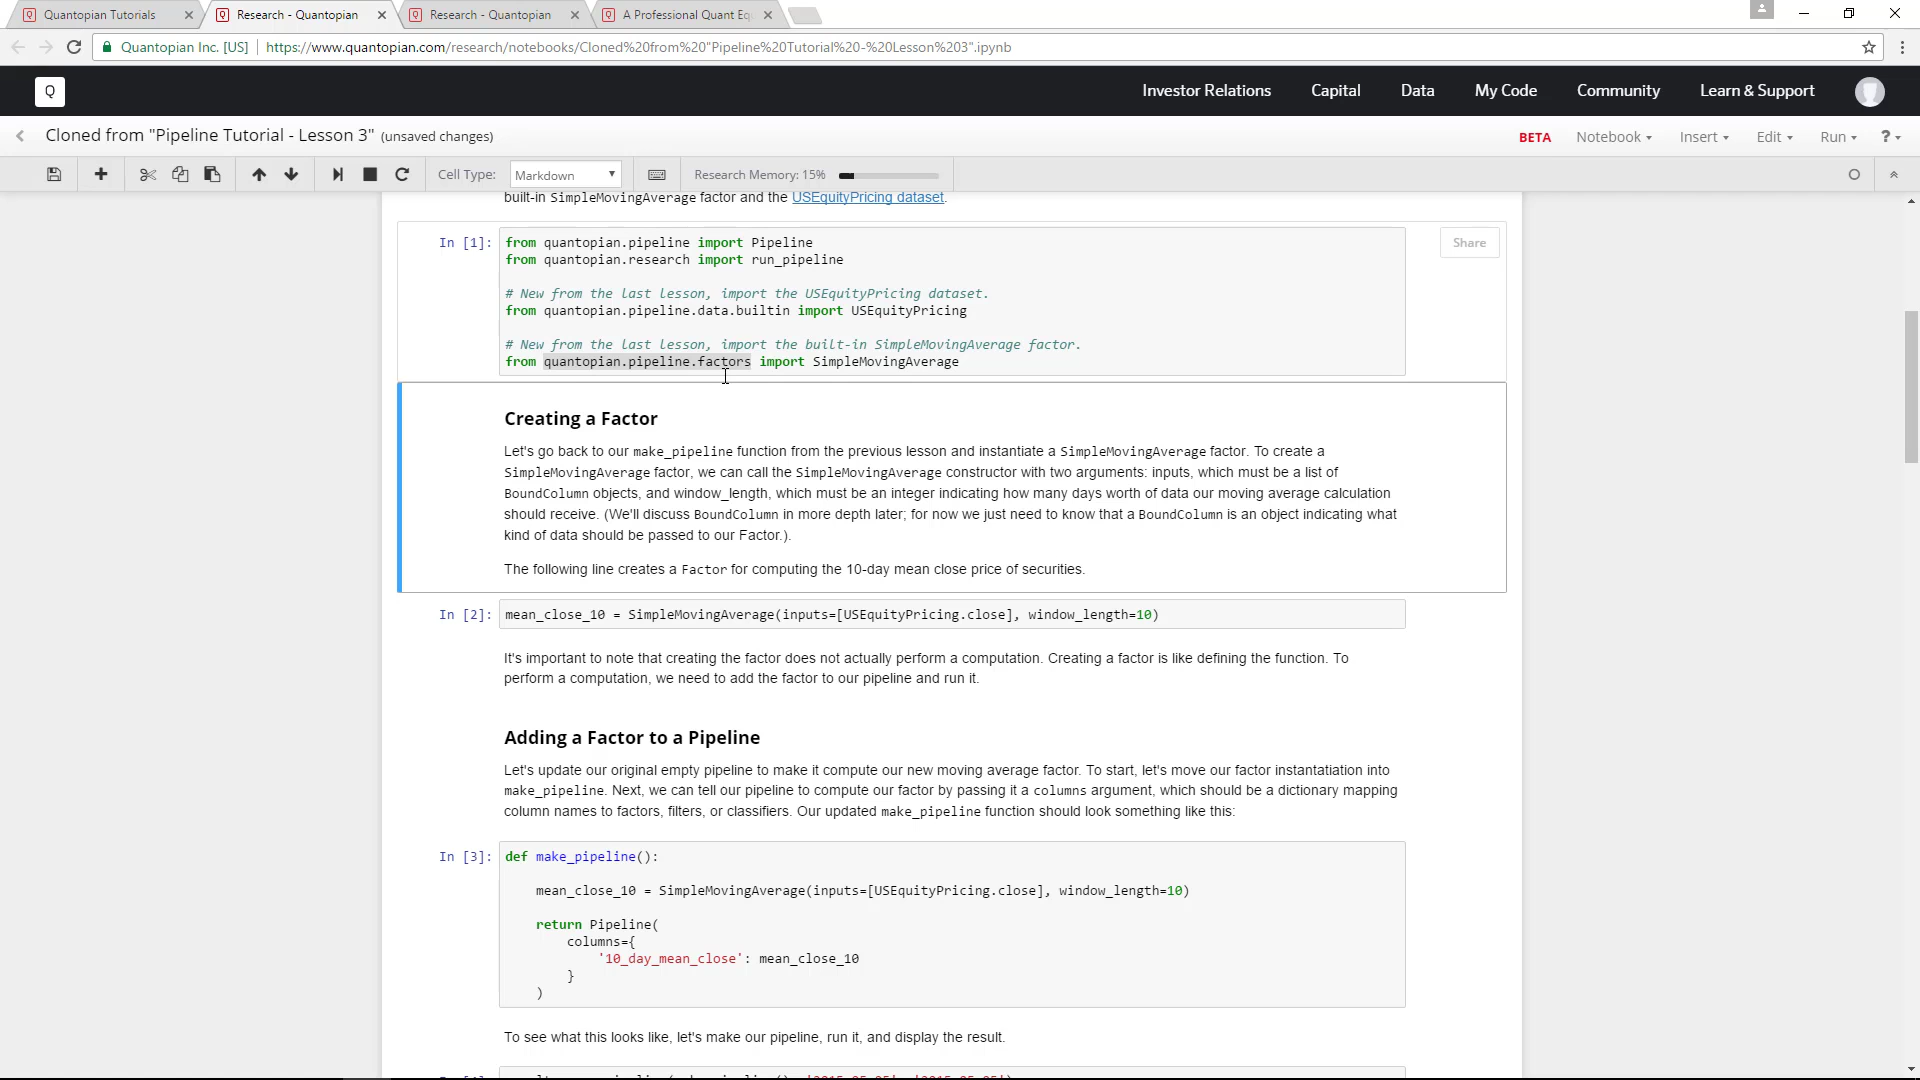 Quantopian Tutorials
Research - Quantopian
Research - Quantopian
A Professional Quant Eq
Quantopian Inc. [US]
https://www.quantopian.com/research/notebooks/Cloned%20from%20"Pipeline%20Tutorial%20-%20Lesson%203".ipynb
Q
Investor Relations
Capital
Data
My Code
Community
Learn & Support
Cloned from "Pipeline Tutorial - Lesson 3" (unsaved changes)
BETA
Notebook
Insert
Edit
Run
?
Cell Type:
Markdown
Research Memory: 15%
built-in SimpleMovingAverage factor and the USEquityPricing dataset.
In [1]:
from quantopian.pipeline import Pipeline
from quantopian.research import run_pipeline
# New from the last lesson, import the USEquityPricing dataset.
from quantopian.pipeline.data.builtin import USEquityPricing
# New from the last lesson, import the built-in SimpleMovingAverage factor.
from quantopian.pipeline.factors import SimpleMovingAverage
Share
Creating a Factor
Let's go back to our make_pipeline function from the previous lesson and instantiate a SimpleMovingAverage factor. To create a
SimpleMovingAverage factor, we can call the SimpleMovingAverage constructor with two arguments: inputs, which must be a list of
BoundColumn objects, and window_length, which must be an integer indicating how many days worth of data our moving average calculation
should receive. (We'll discuss BoundColumn in more depth later; for now we just need to know that a BoundColumn is an object indicating what
kind of data should be passed to our Factor.).
The following line creates a Factor for computing the 10-day mean close price of securities.
In [2]:
mean_close_10 = SimpleMovingAverage(inputs=[USEquityPricing.close], window_length=10)
It's important to note that creating the factor does not actually perform a computation. Creating a factor is like defining the function. To
perform a computation, we need to add the factor to our pipeline and run it.
Adding a Factor to a Pipeline
Let's update our original empty pipeline to make it compute our new moving average factor. To start, let's move our factor instantatiation into
make_pipeline. Next, we can tell our pipeline to compute our factor by passing it a columns argument, which should be a dictionary mapping
column names to factors, filters, or classifiers. Our updated make_pipeline function should look something like this:
In [3]:
def make_pipeline():
mean_close_10 = SimpleMovingAverage(inputs=[USEquityPricing.close], window_length=10)
return Pipeline(
columns={
'10_day_mean_close': mean_close_10
}
)
To see what this looks like, let's make our pipeline, run it, and display the result.